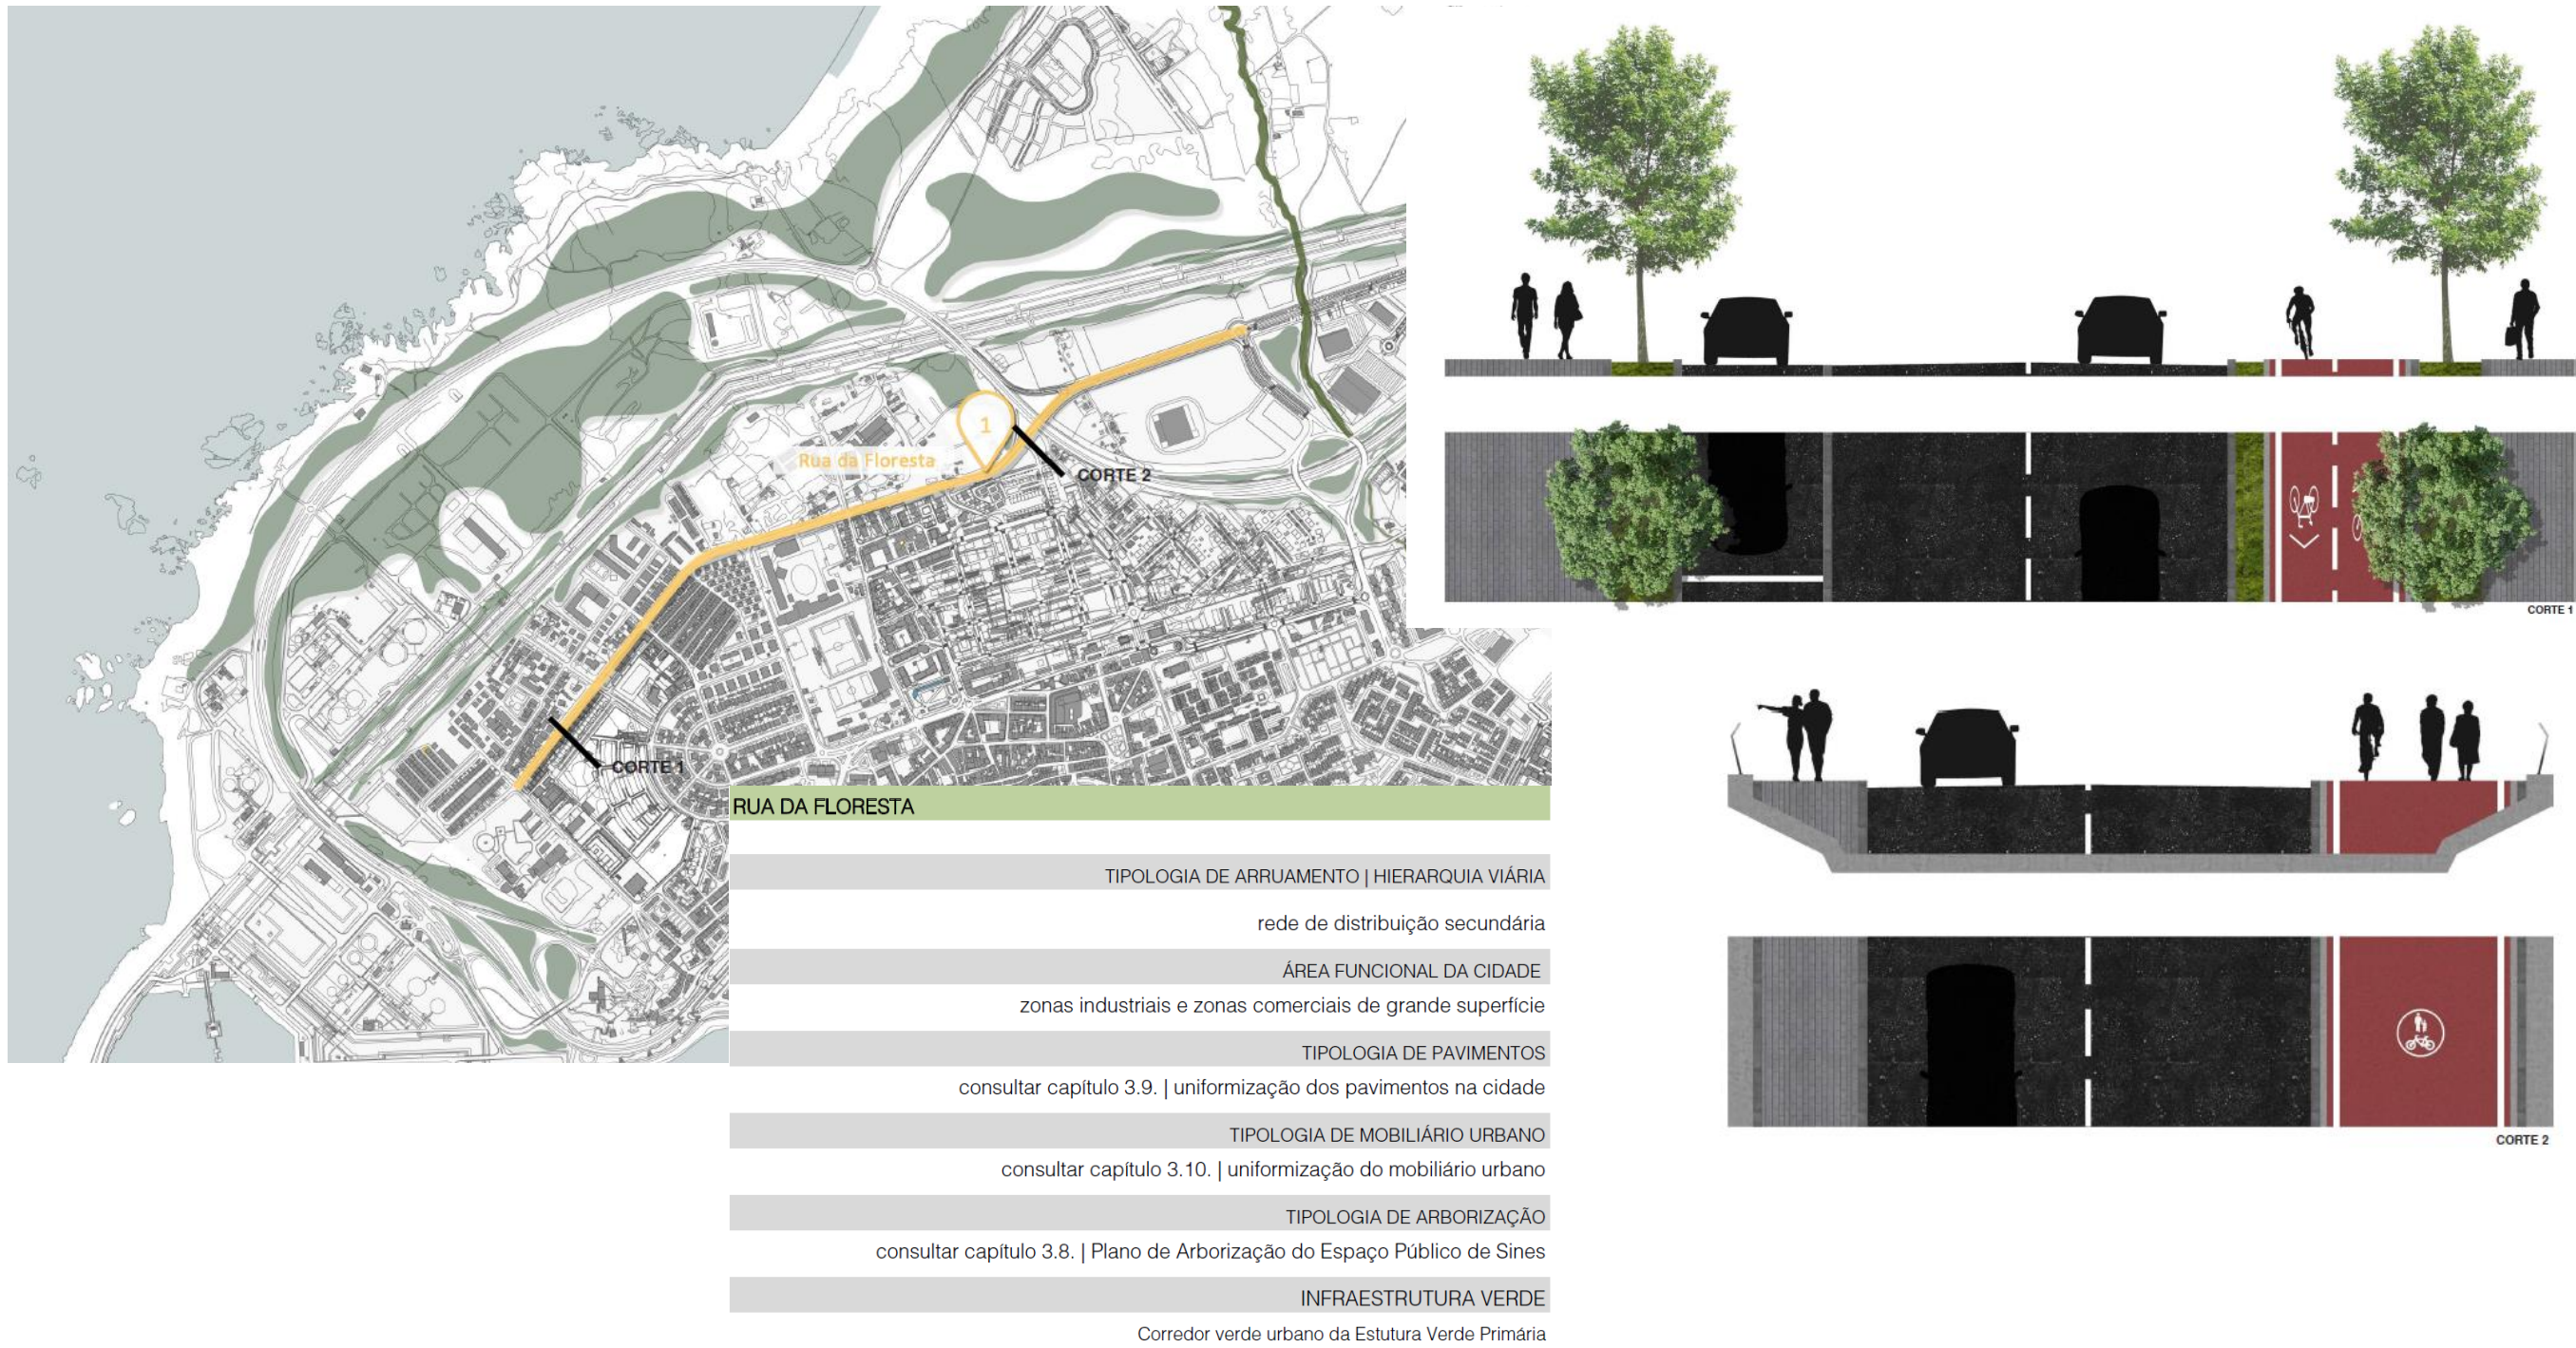 1
Rua da Floresta
CORTE 2
CORTE 1
CORTE 1
CORTE 2
RUA DA FLORESTA
TIPOLOGIA DE ARRUAMENTO | HIERARQUIA VIÁRIA
rede de distribuição secundária
ÁREA FUNCIONAL DA CIDADE
zonas industriais e zonas comerciais de grande superfície
TIPOLOGIA DE PAVIMENTOS
consultar capítulo 3.9. | uniformização dos pavimentos na cidade
TIPOLOGIA DE MOBILIÁRIO URBANO
consultar capítulo 3.10. | uniformização do mobiliário urbano
TIPOLOGIA DE ARBORIZAÇÃO
consultar capítulo 3.8. | Plano de Arborização do Espaço Público de Sines
INFRAESTRUTURA VERDE
Corredor verde urbano da Estutura Verde Primária